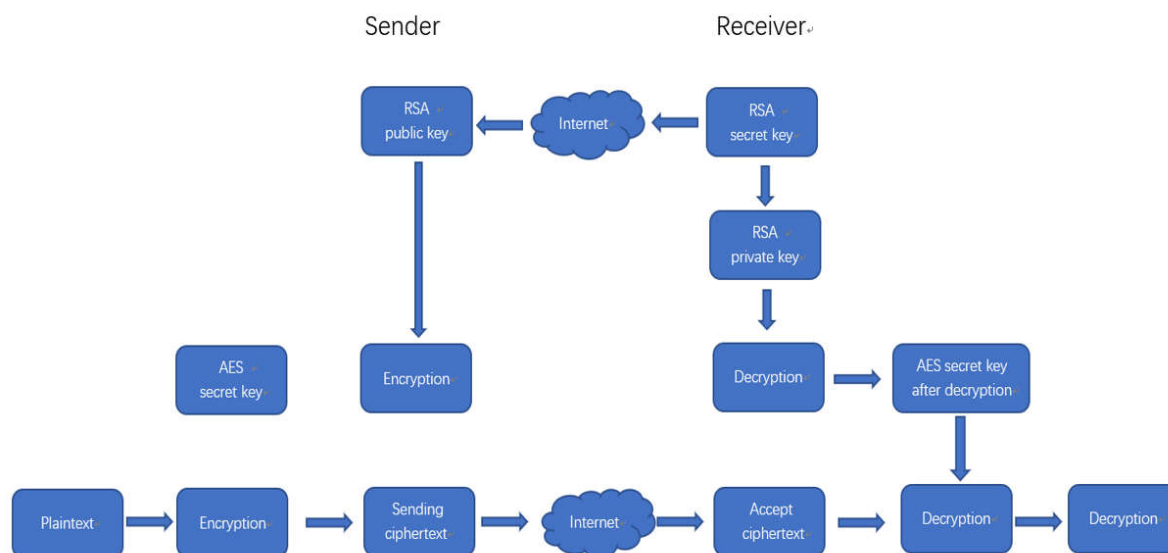 Sender
Receiver
RSA
public key
Internet
RSA
secret key
RSA
private key
AES
secret key
Encryption
Decryption
AES secret key
after decryption
Plaintext
Encryption
Sending
ciphertext
Internet
Accept
ciphertext
Decryption
Decryption